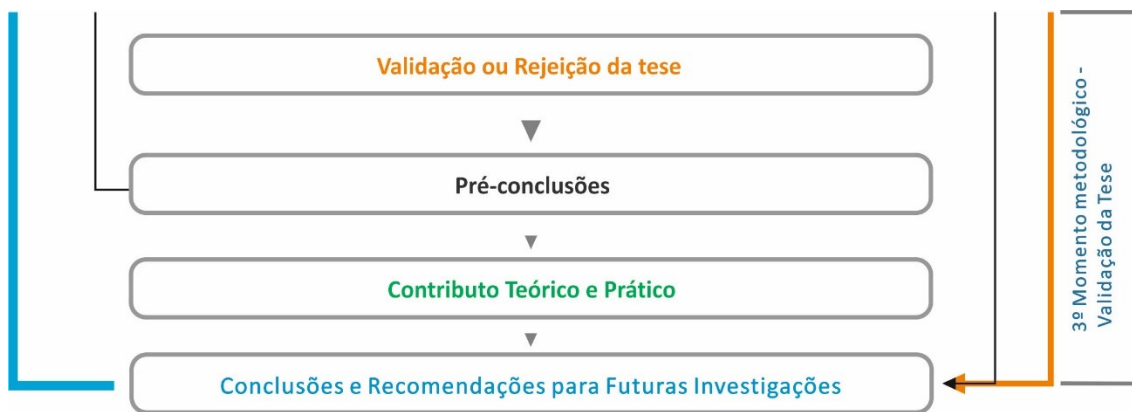 Validação ou Rejeição da tese
Pré-conclusões
Contributo Teórico e Prático
Conclusões e Recomendações para Futuras Investigações
3º Momento metodológico -
Validação da Tese